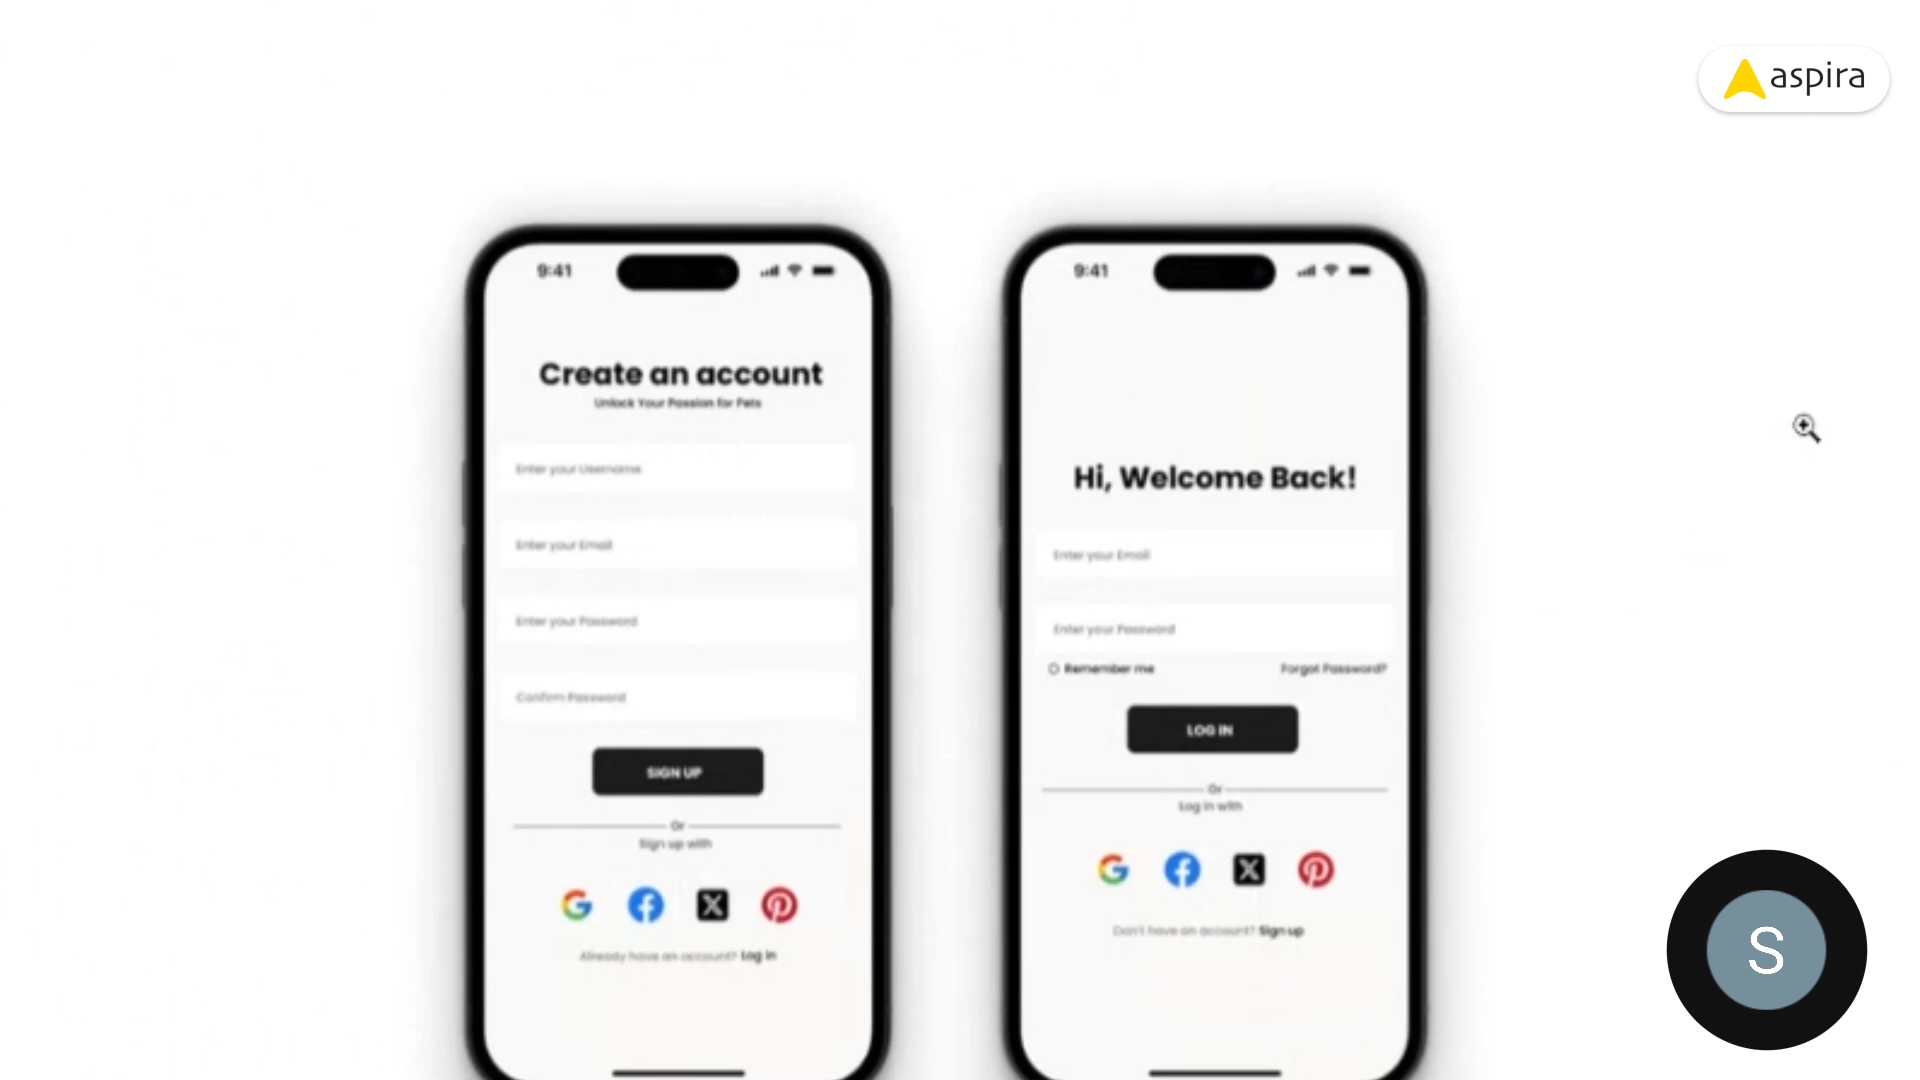 aspira
9:41
Create an account
Unlock Your Passion for Pets
Enter your Username
Enter your Email
Enter your Password
Confirm Password
SIGN UP
Or
Sign up with
Already have an account? Log in
9:41
Hi, Welcome Back!
Enter your Email
Enter your Password
Remember me
Forgot Password?
LOG IN
Or
Log in with
Don't have an account? Sign up
S